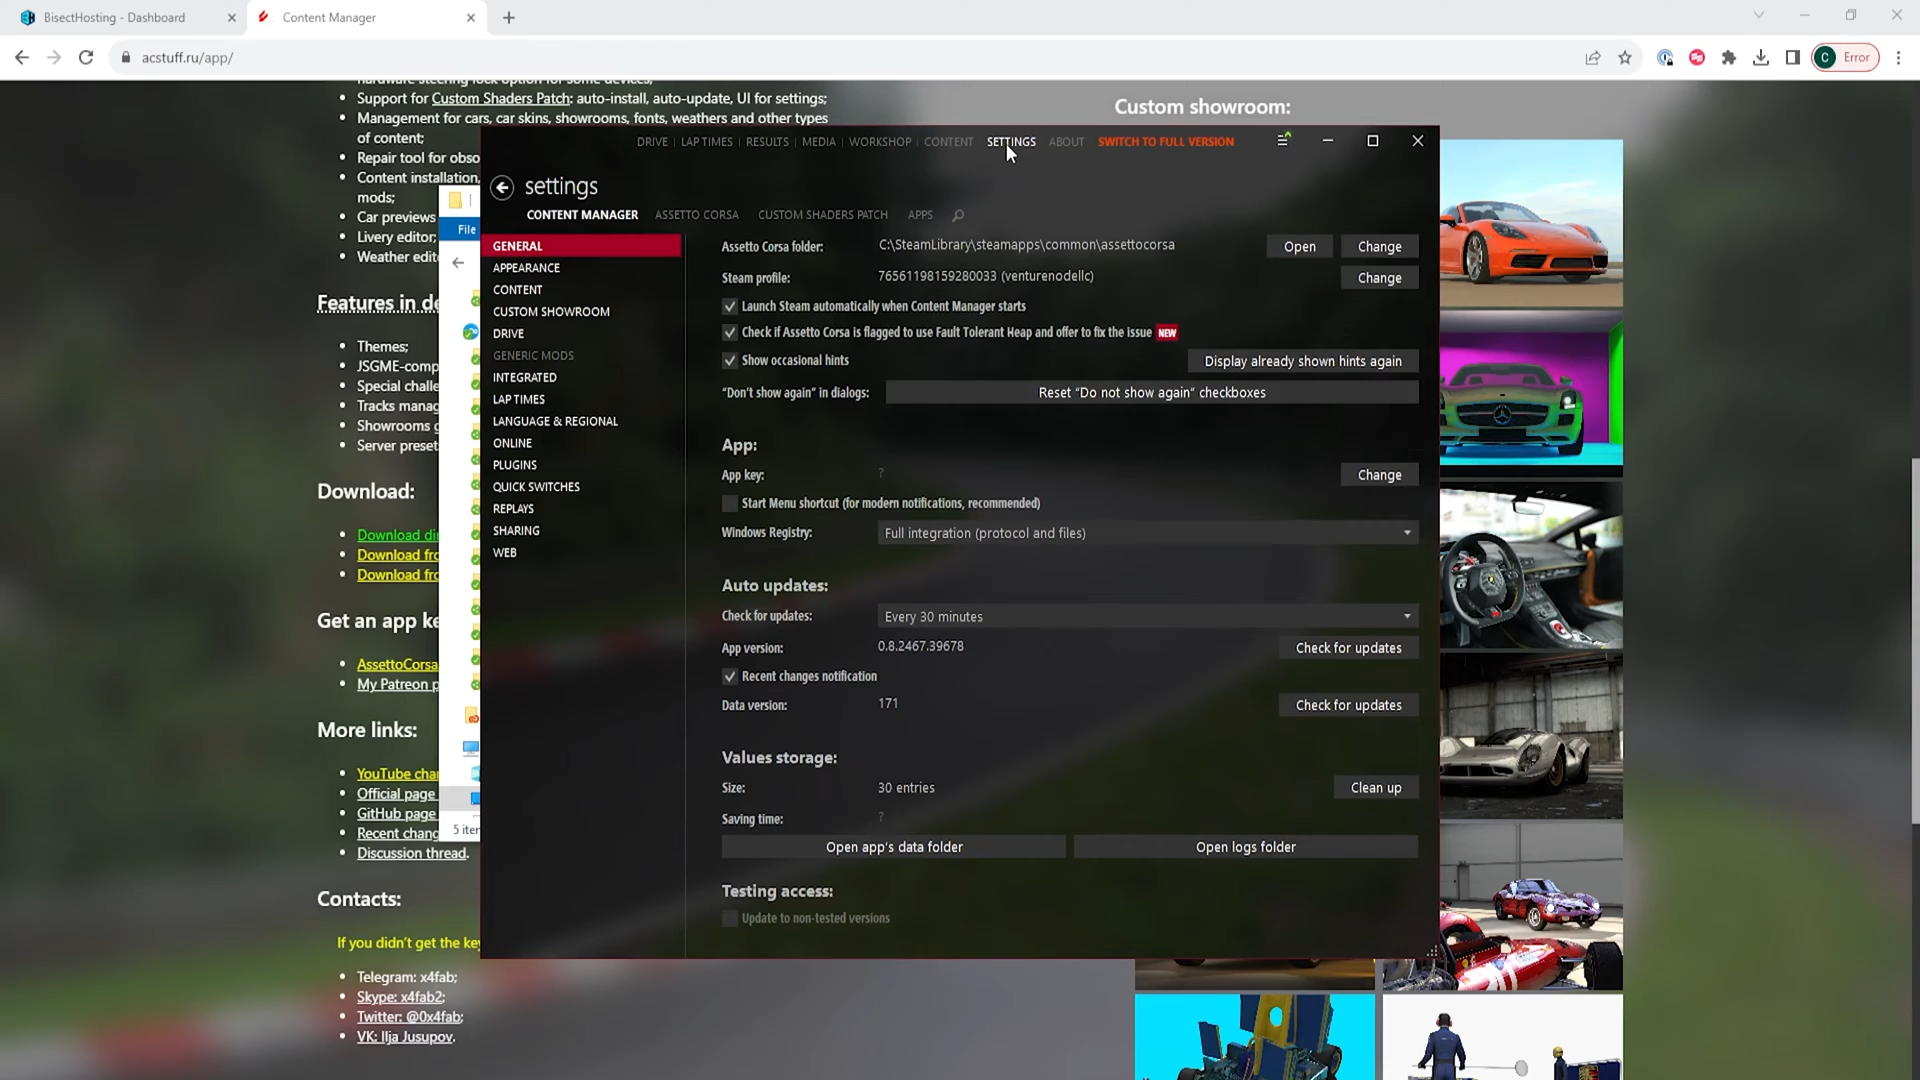 BisectHosting - Dashboard
Content Manager
acstuff.ru/app/
C
Error
hardware steering lock option for some devices;
Support for Custom Shaders Patch: auto-install, auto-update, UI for settings;
Management for cars, car skins, showrooms, fonts, weathers and other types
of content;
Repair tool for obso
Content installation,
mods;
Car previews
Livery editor;
Weather edit
Features in de
Themes;
JSGME-comp
Special challe
Tracks manag
Showrooms
Server preset
Download:
Download dir
Download fro
Download fro
Get an app ke
AssettoCorsa
My Patreon p
More links:
YouTube chan
Official page
GitHub page
Recent chang
Discussion thread.
Contacts:
If you didn't get the key
Telegram: x4fab;
Skype: x4fab2;
Twitter: @0x4fab;
VK: Ilja Jusupov.
Custom showroom:
File
5 iter
DRIVE | LAP TIMES | RESULTS | MEDIA | WORKSHOP | CONTENT SETTINGS ABOUT SWITCH TO FULL VERSION
settings
CONTENT MANAGER ASSETTO CORSA CUSTOM SHADERS PATCH APPS
GENERAL
APPEARANCE
CONTENT
CUSTOM SHOWROOM
DRIVE
GENERIC MODS
INTEGRATED
LAP TIMES
LANGUAGE & REGIONAL
ONLINE
PLUGINS
QUICK SWITCHES
REPLAYS
SHARING
WEB
Assetto Corsa folder: C:\SteamLibrary\steamapps\common\assettocorsa Open Change
Steam profile: 76561198159280033 (venturenodellc) Change
Launch Steam automatically when Content Manager starts
Check if Assetto Corsa is flagged to use Fault Tolerant Heap and offer to fix the issue NEW
Show occasional hints Display already shown hints again
“Don’t show again” in dialogs: Reset “Do not show again” checkboxes
App:
App key: ? Change
Start Menu shortcut (for modern notifications, recommended)
Windows Registry: Full integration (protocol and files)
Auto updates:
Check for updates: Every 30 minutes
App version: 0.8.2467.39678 Check for updates
Recent changes notification
Data version: 171 Check for updates
Values storage:
Size: 30 entries Clean up
Saving time: ?
Open app's data folder Open logs folder
Testing access:
Update to non-tested versions